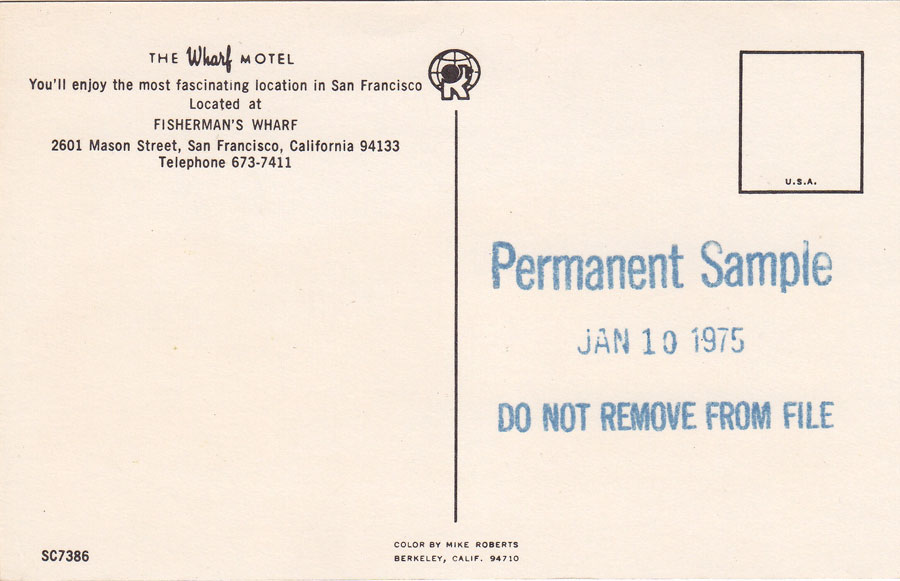 THE Wharf MOTEL
You'll enjoy the most fascinating location in San Francisco
Located at
FISHERMAN'S WHARF
2601 Mason Street, San Francisco, California 94133
Telephone 673-7411
R
U.S.A.
Permanent Sample
JAN 10 1975
DO NOT REMOVE FROM FILE
SC7386
COLOR BY MIKE ROBERTS
BERKELEY, CALIF. 94710